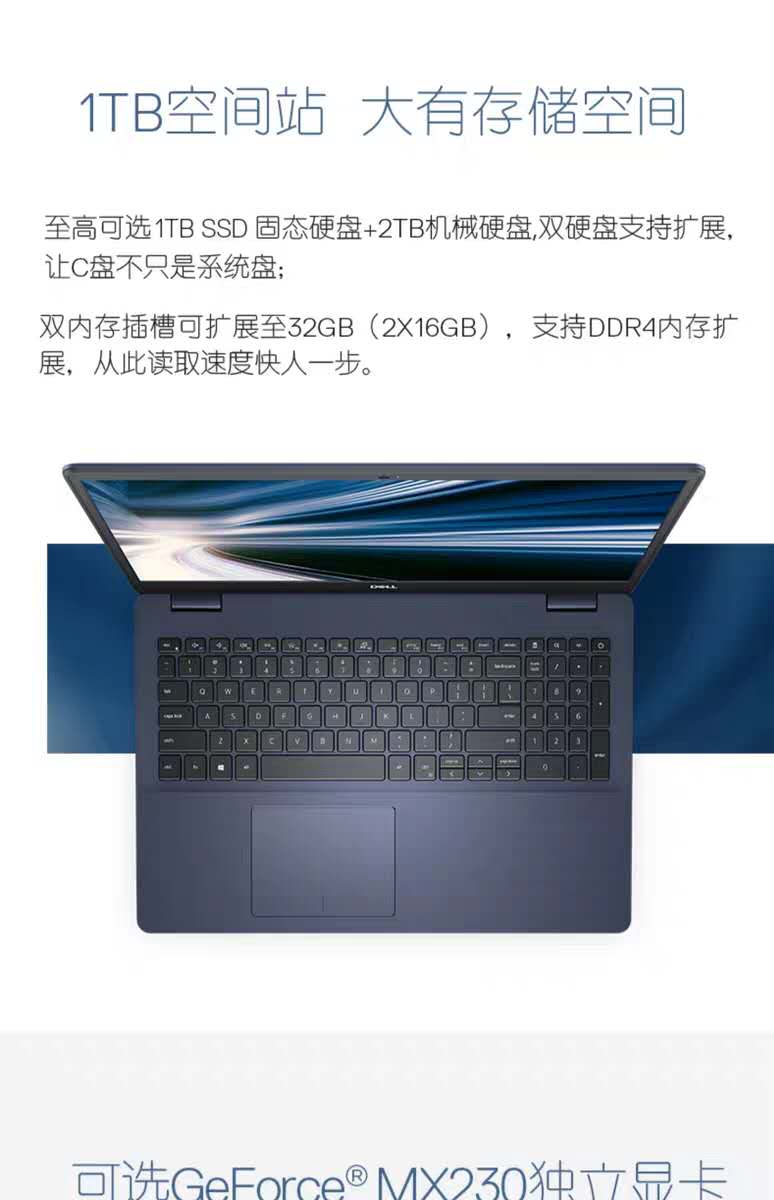 1TB空间站 大有存储空间
至高可选1TB SSD 固态硬盘+2TB机械硬盘,双硬盘支持扩展,
让C盘不只是系统盘;
双内存插槽可扩展至32GB（2X16GB），支持DDR4内存扩
展，从此读取速度快人一步。
DELL
Q W E R T Y U I O P
A S D F G H J K L
Z X C V B N M
可选GeForce® MX230独立显卡